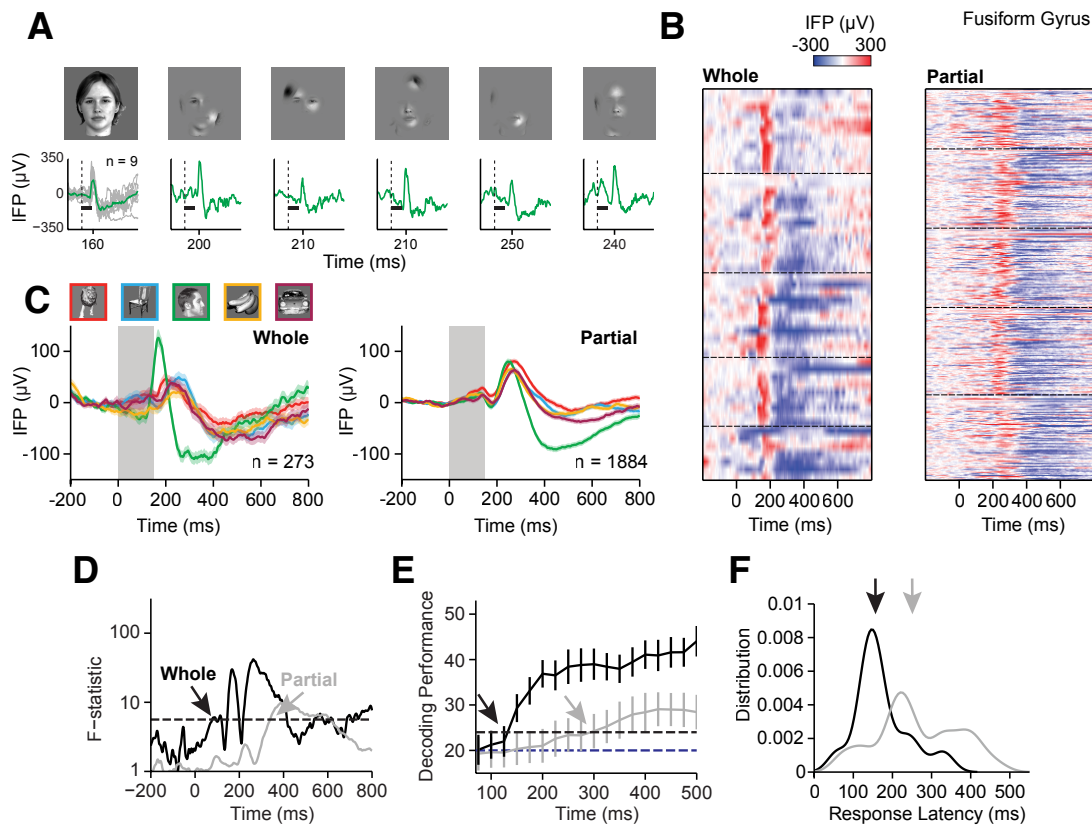 A
B
IFP (μV)
-300 300
Fusiform Gyrus
Whole
Partial
350
0
−350
IFP (μV)
n = 9
160
200
210
210
250
240
Time (ms)
C
Whole
Partial
100
0
-100
IFP (μV)
n = 273
-200 0 200 400 600 800
Time (ms)
100
0
-100
IFP (μV)
n = 1884
-200 0 200 400 600 800
Time (ms)
0 200 400 600
Time (ms)
0 200 400 600
Time (ms)
D
100
10
1
F−statistic
Whole
Partial
−200 0 200 400 600 800
Time (ms)
E
50
40
30
20
Decoding Performance
100 200 300 400 500
Time (ms)
F
0.01
0.008
0.006
0.004
0.002
0
Distribution
0 100 200 300 400 500
Response Latency (ms)